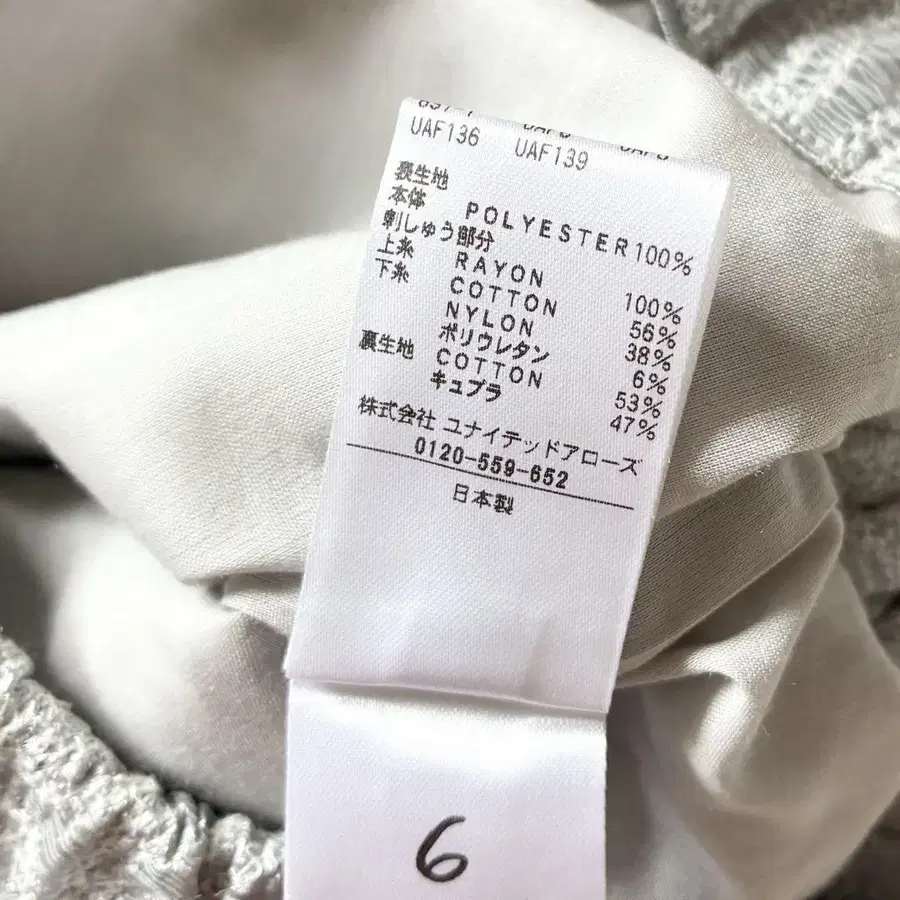 UAF136 UAF139
表生地
本体 POLYESTER 100%
刺しゅう部分
上糸 RAYON 100%
下糸 COTTON 56%
NYLON 38%
ポリウレタン 6%
裏生地 COTTON 53%
キュプラ 47%
株式会社 ユナイテッドアローズ
0120-559-652
日本製
6